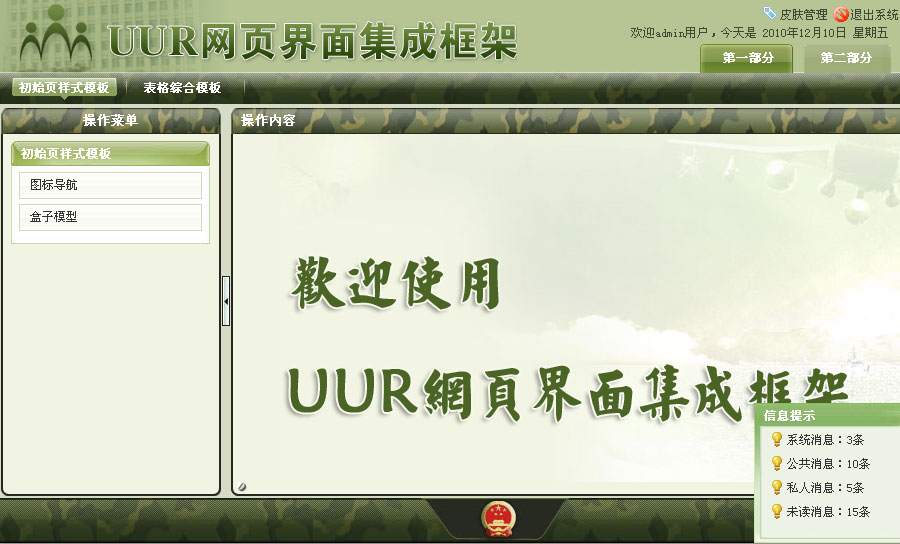 皮肤管理 退出系统
UUR网页界面集成框架
欢迎admin用户，今天是 2010年12月10日 星期五
第一部分 第二部分
初始页样式模板 表格综合模板
操作菜单
初始页样式模板
图标导航
盒子模型
操作内容
歡迎使用
UUR網頁界面集成框架
信息提示
系统消息：3条
公共消息：10条
私人消息：5条
未读消息：15条